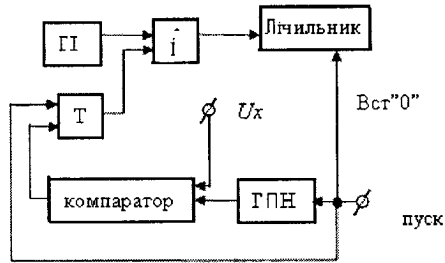 ГІ
Î
Лічильник
Т
Ux
Вст"0"
компаратор
ГПН
пуск